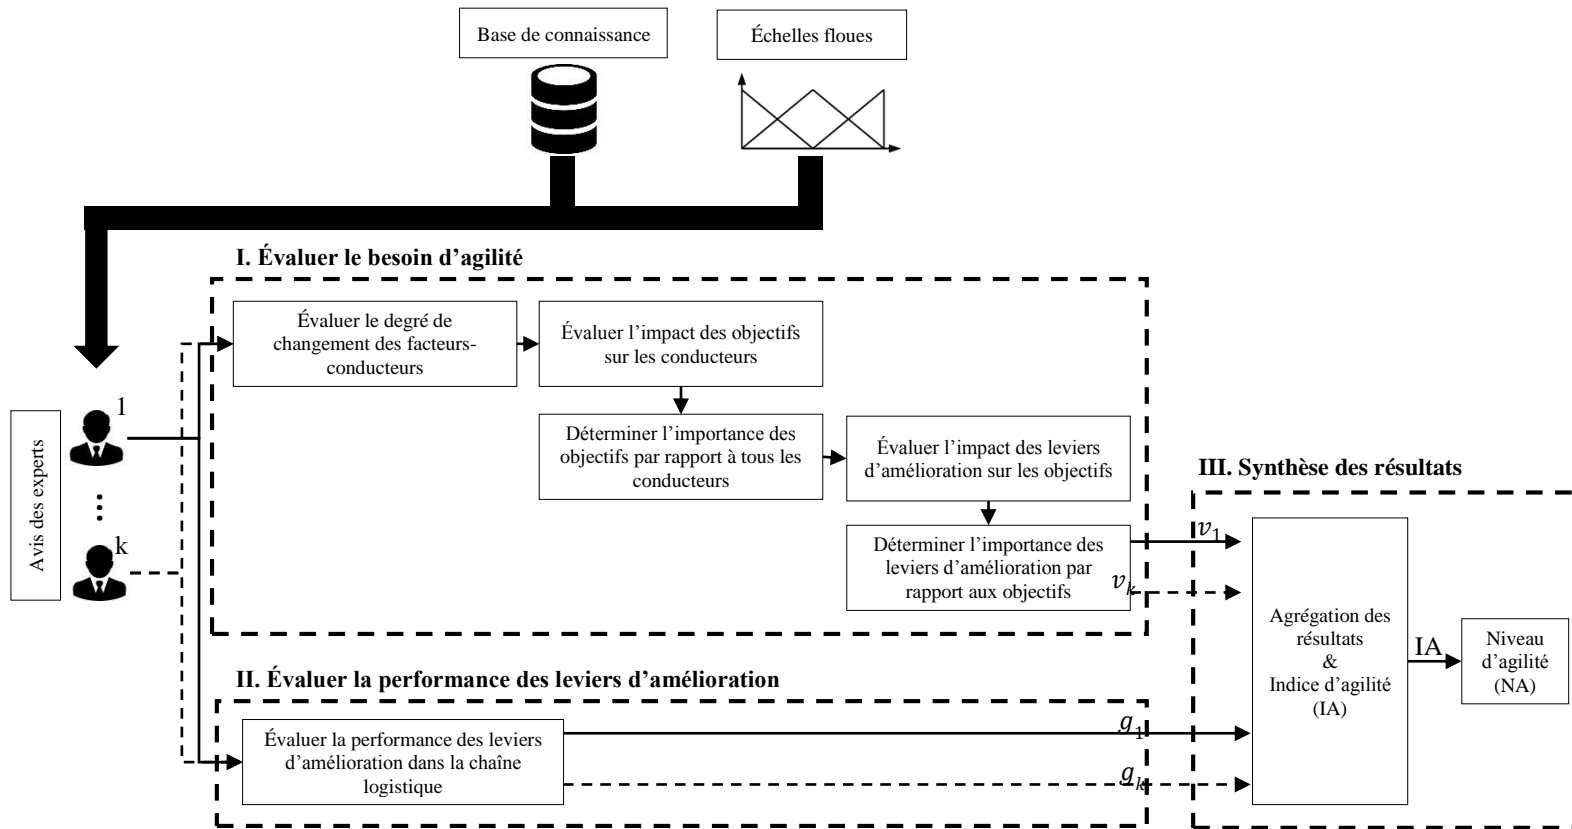 Base de connaissance
Échelles floues
I. Évaluer le besoin d’agilité
Évaluer le degré de
changement des facteurs-
conducteurs
Évaluer l’impact des objectifs
sur les conducteurs
Déterminer l’importance des
objectifs par rapport à tous les
conducteurs
Évaluer l’impact des leviers
d’amélioration sur les objectifs
Déterminer l’importance des
leviers d’amélioration par
rapport aux objectifs
Avis des experts
1
...
k
v1
vk
II. Évaluer la performance des leviers d’amélioration
Évaluer la performance des leviers
d’amélioration dans la chaîne
logistique
g1
gk
III. Synthèse des résultats
Agrégation des
résultats
&
Indice d’agilité
(IA)
IA
Niveau
d’agilité
(NA)